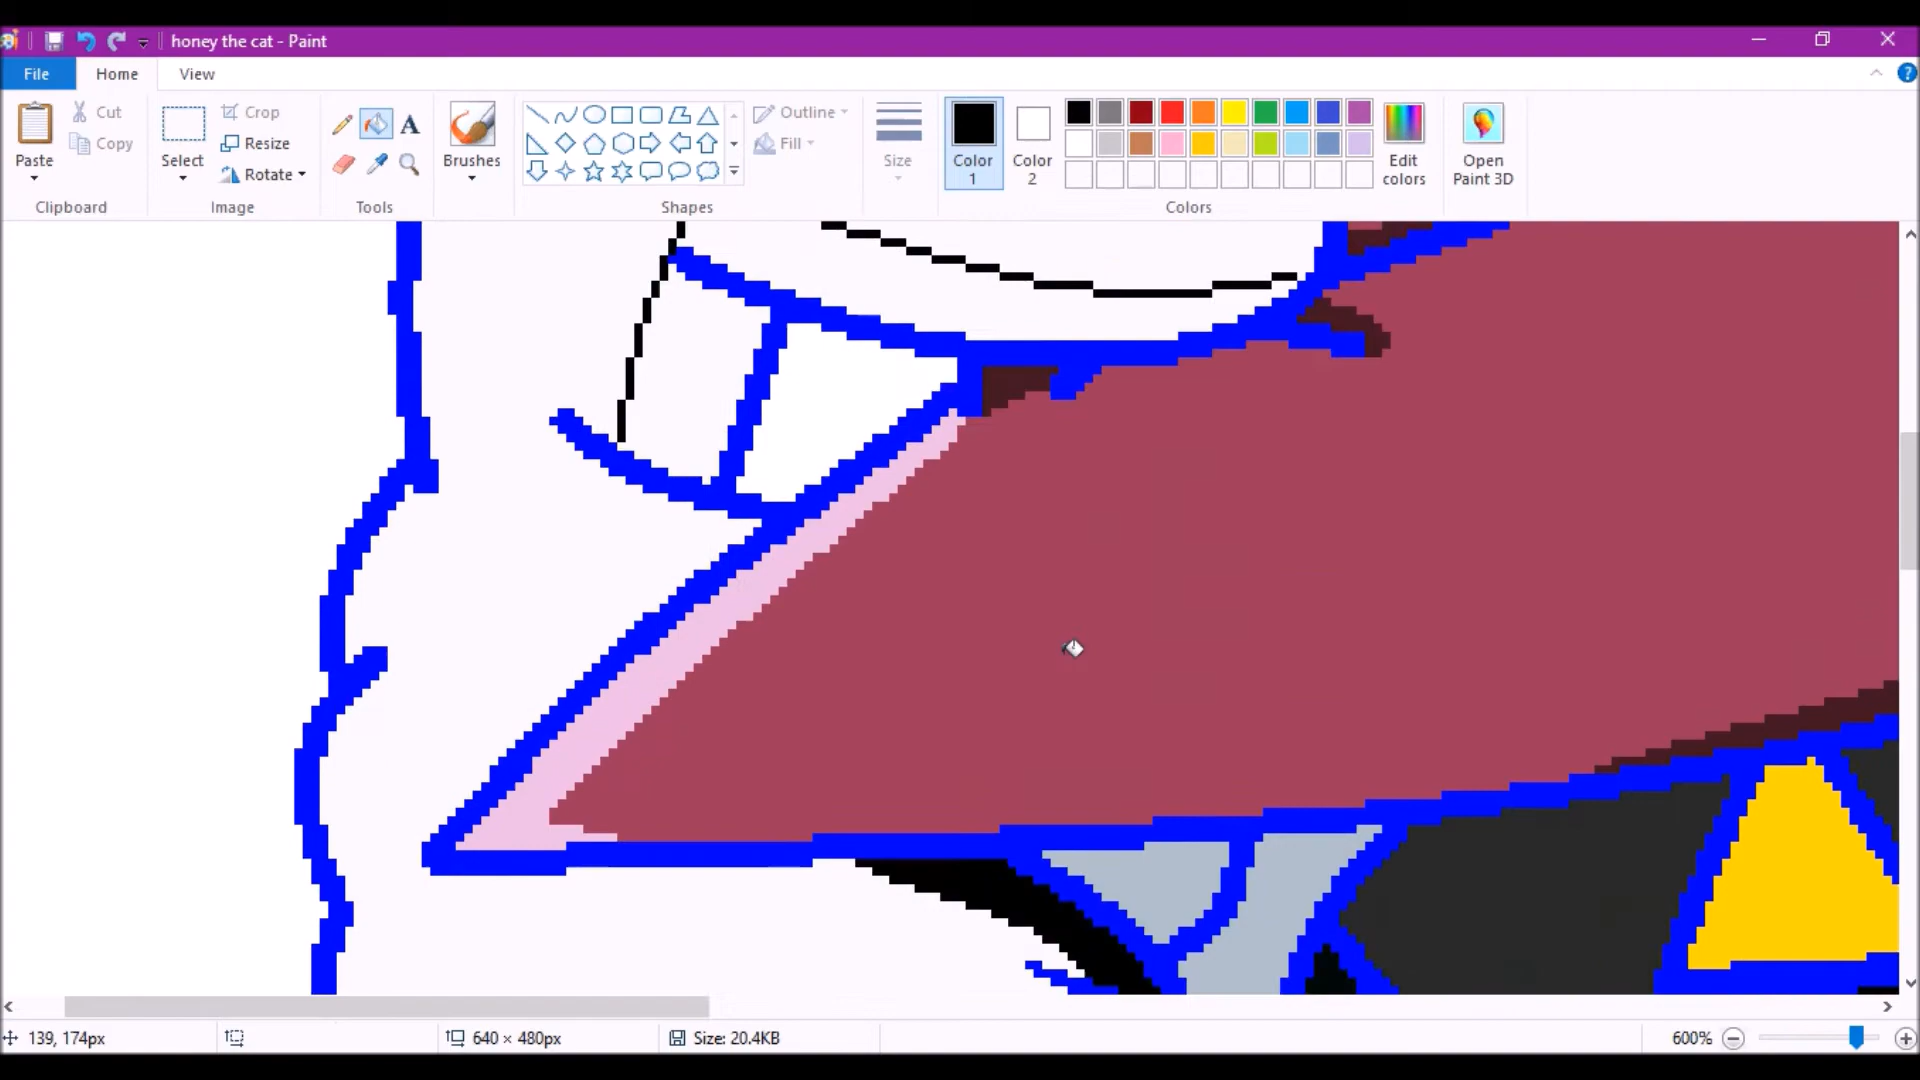 honey the cat - Paint
File Home View
Paste Cut Copy Clipboard
Select Crop Resize Rotate Image
A Tools
Brushes
Outline Fill Shapes
Size
Color 1 Color 2 Edit colors Colors
Open Paint 3D
139, 174px 640 × 480px Size: 20.4KB 600%